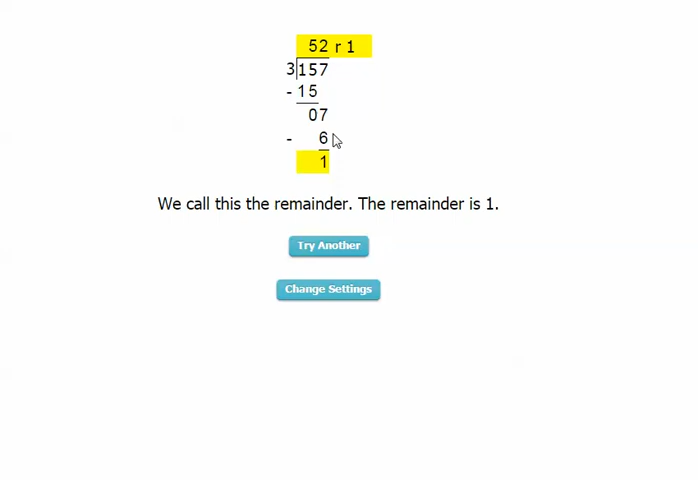 52 r 1
3 157
- 15
07
- 6
1
We call this the remainder. The remainder is 1.
Try Another
Change Settings